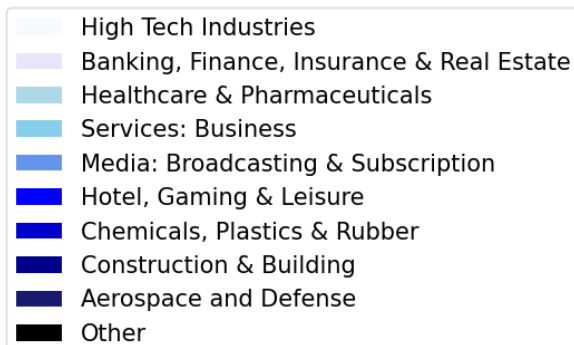 High Tech Industries
Banking, Finance, Insurance & Real Estate
Healthcare & Pharmaceuticals
Services: Business
Media: Broadcasting & Subscription
Hotel, Gaming & Leisure
Chemicals, Plastics & Rubber
Construction & Building
Aerospace and Defense
Other